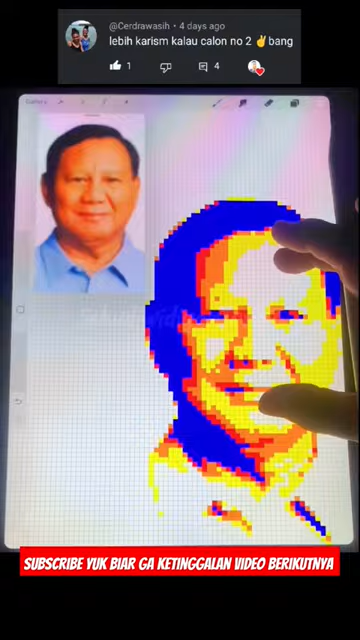 @Cerdrawasih • 4 days ago
lebih karism kalau calon no 2 ✌bang
1
4
Gallery
SUBSCRIBE YUK BIAR GA KETINGGALAN VIDEO BERIKUTNYA